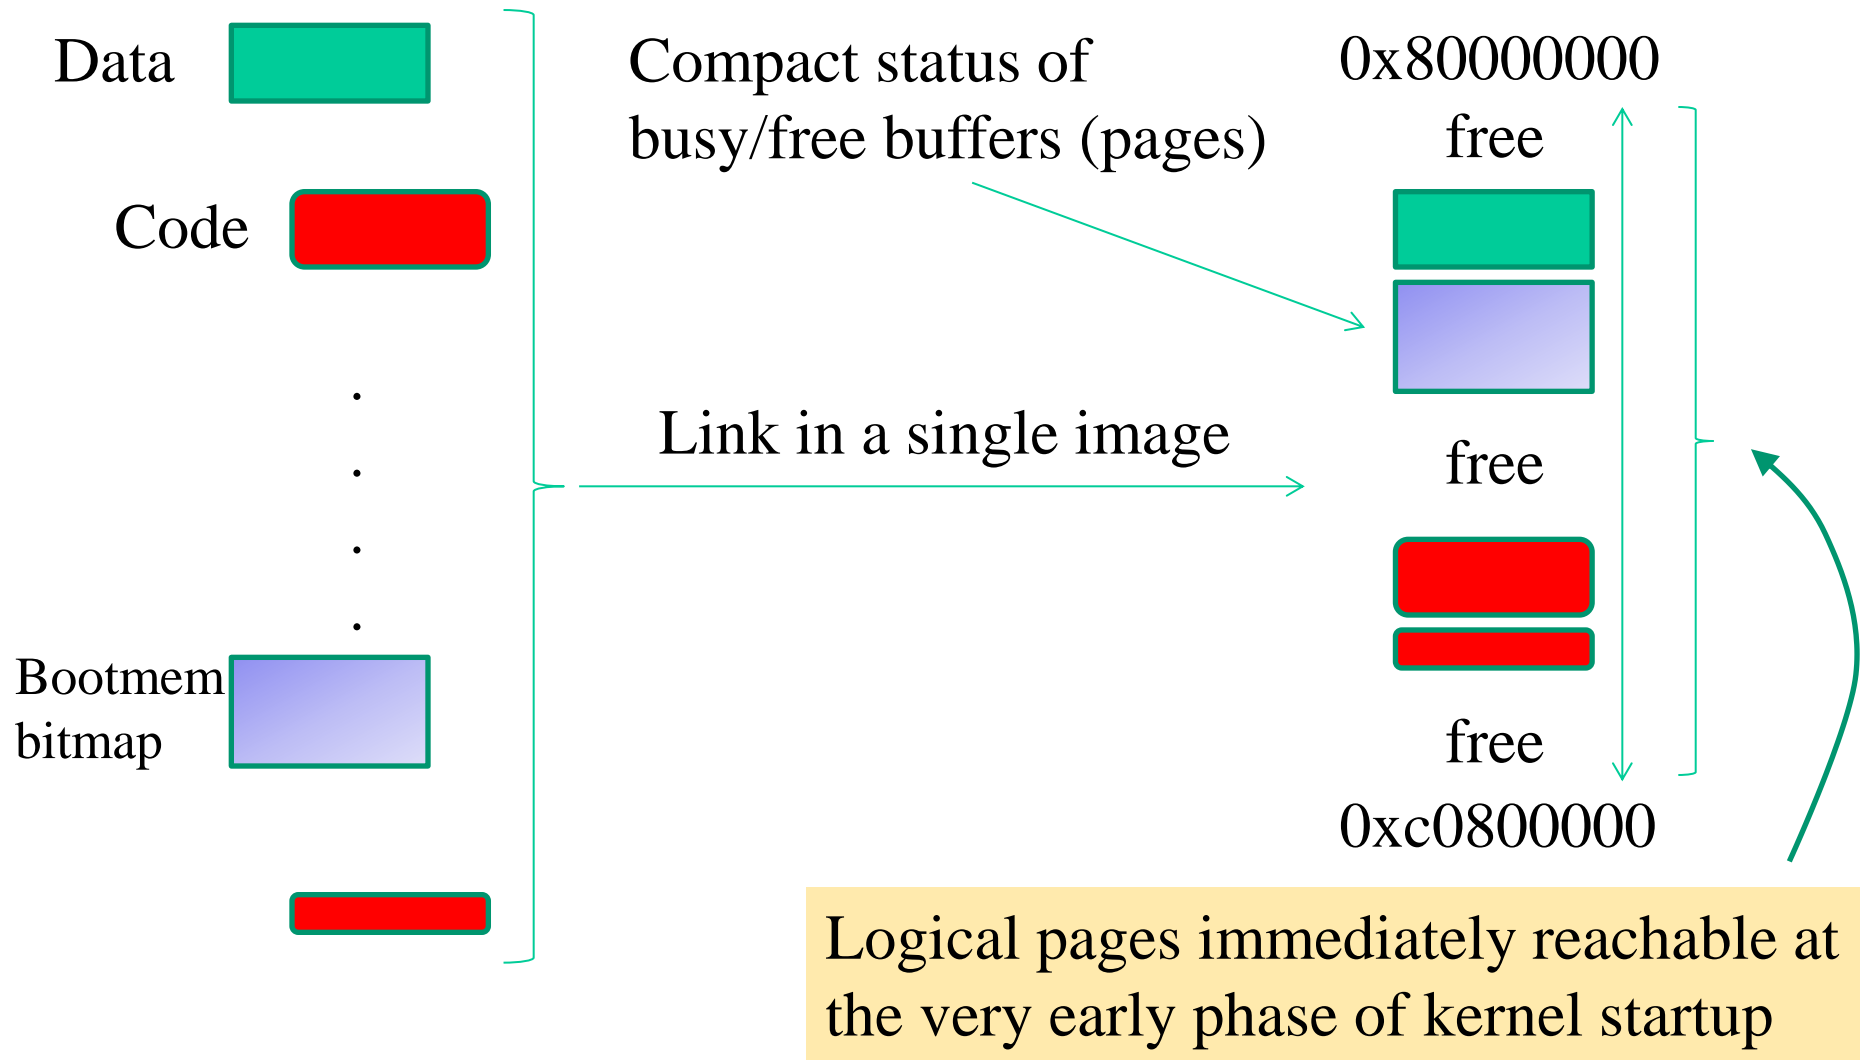 Data
Code
.
.
.
.
Bootmem
bitmap
Compact status of
busy/free buffers (pages)
Link in a single image
0x80000000
free
free
free
0xc0800000
Logical pages immediately reachable at
the very early phase of kernel startup